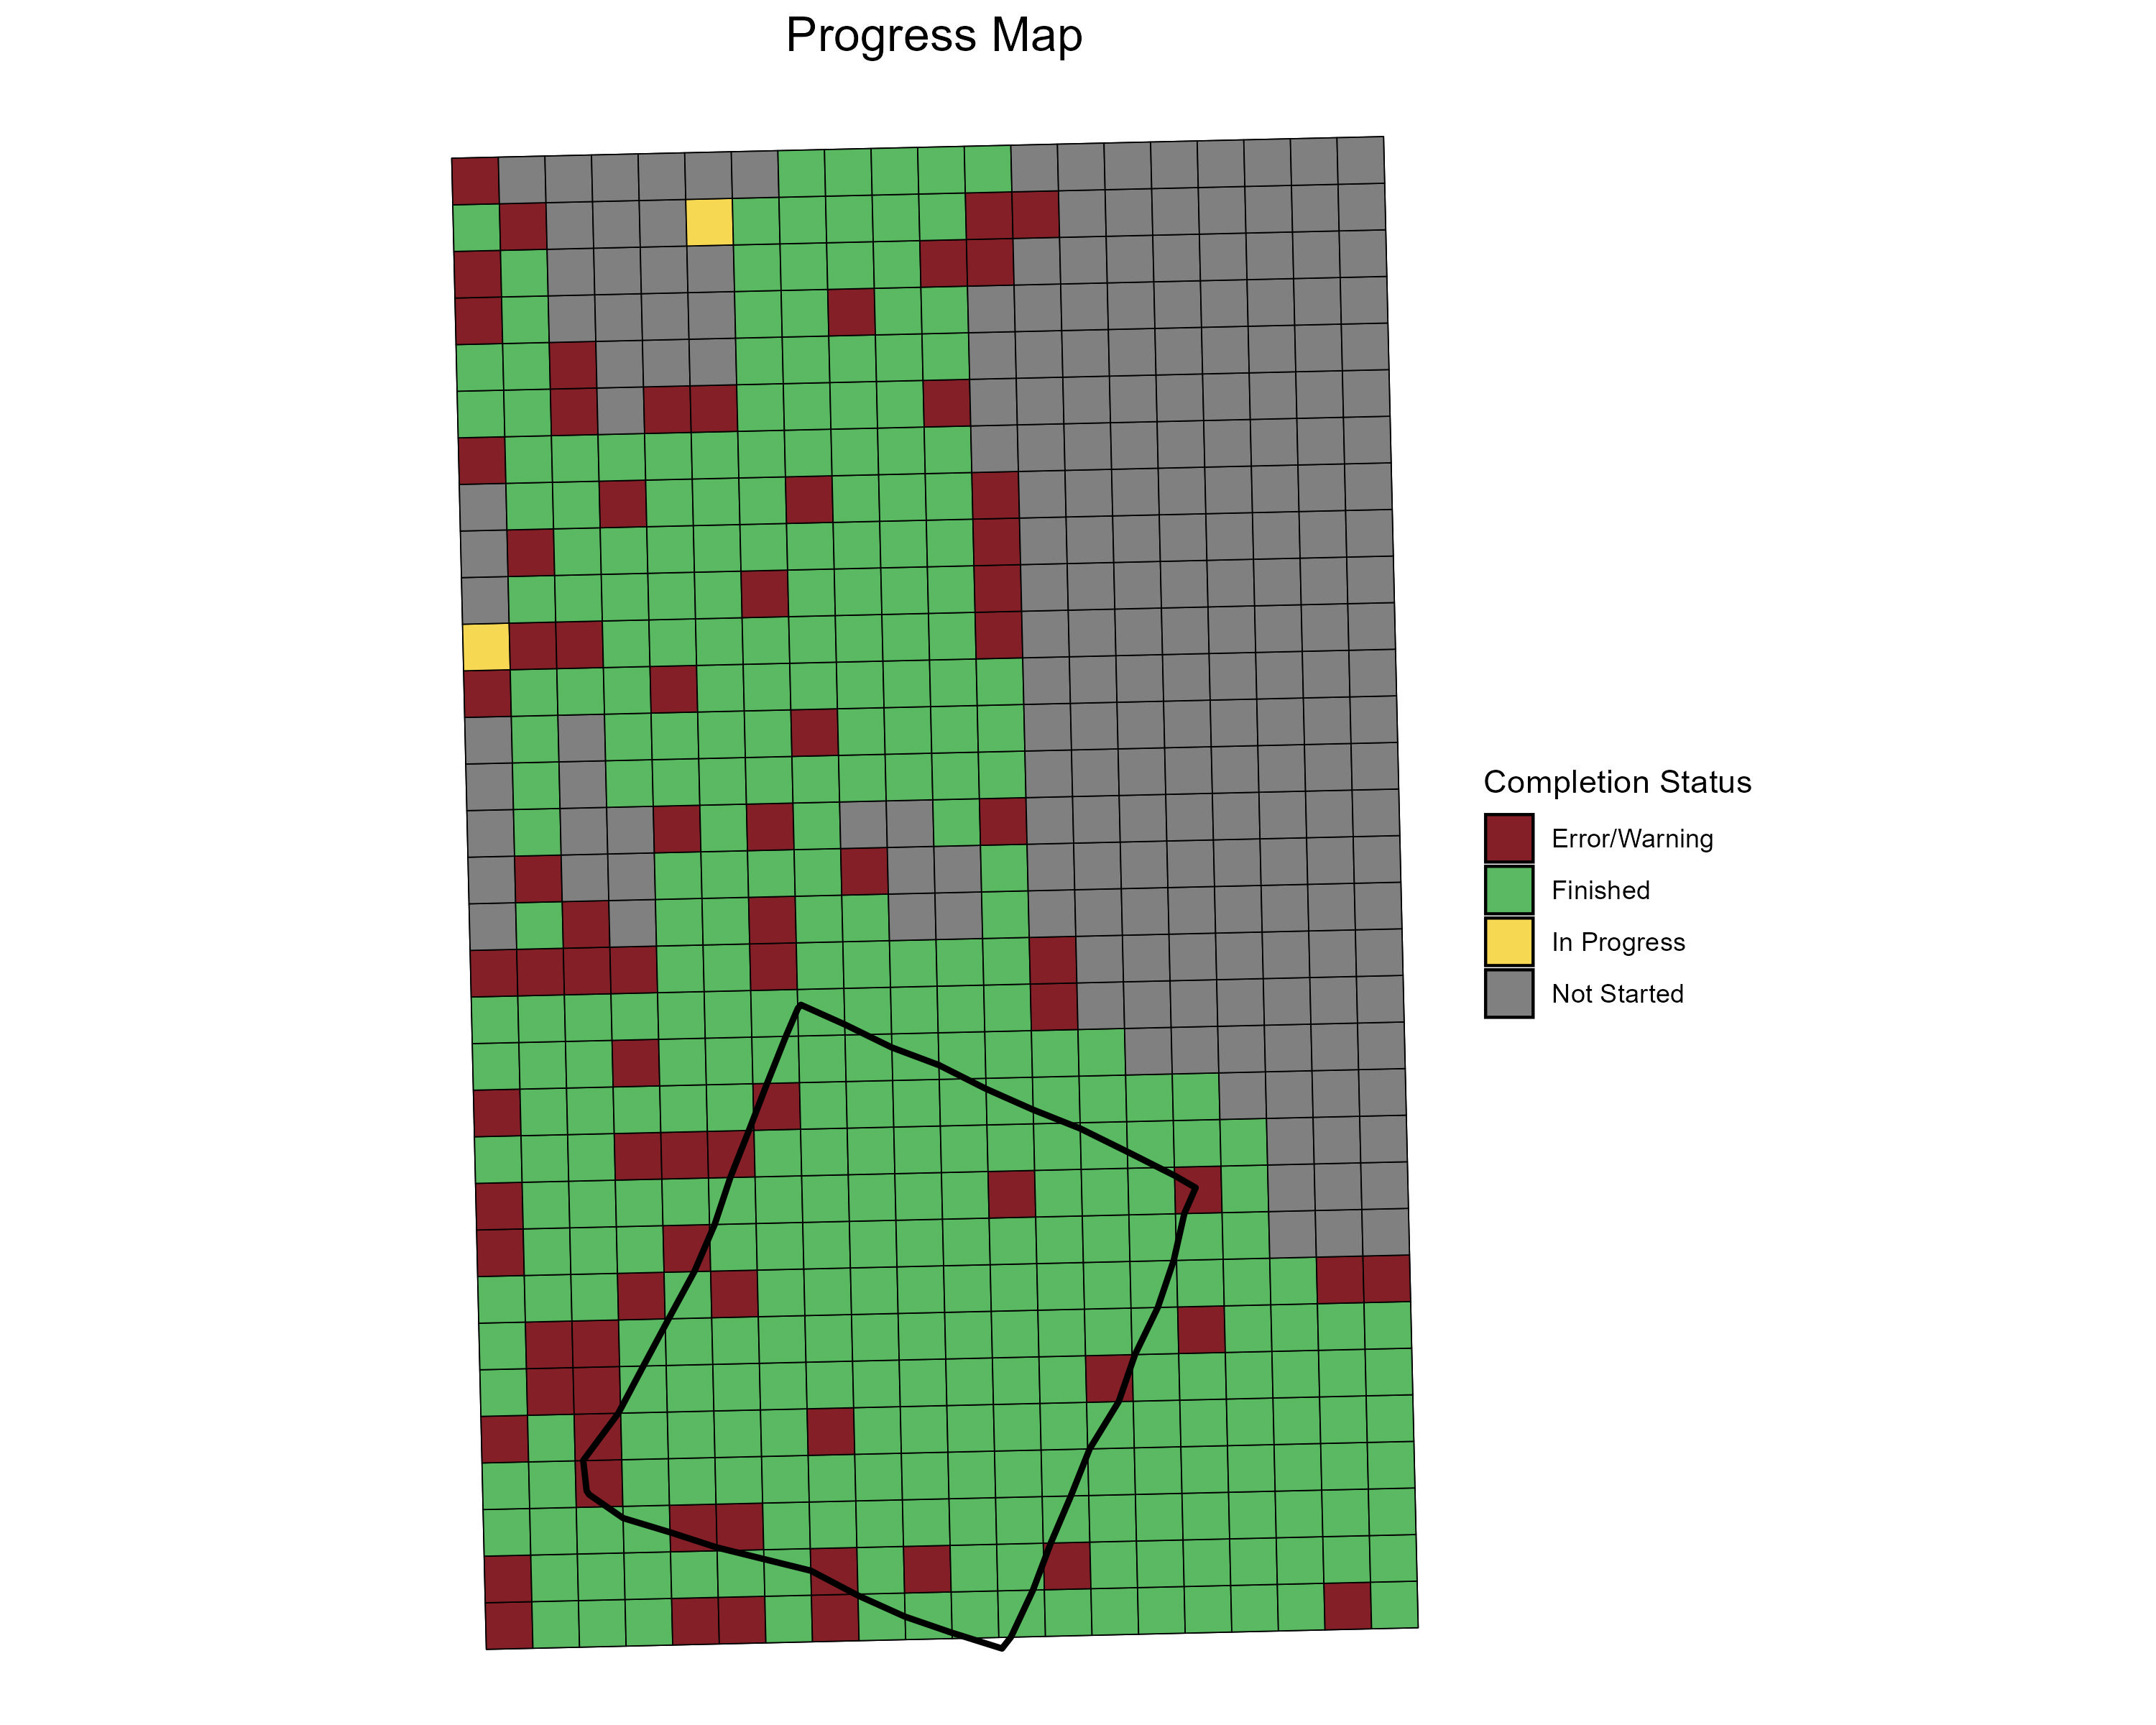 Progress Map
Completion Status
Error/Warning
Finished
In Progress
Not Started